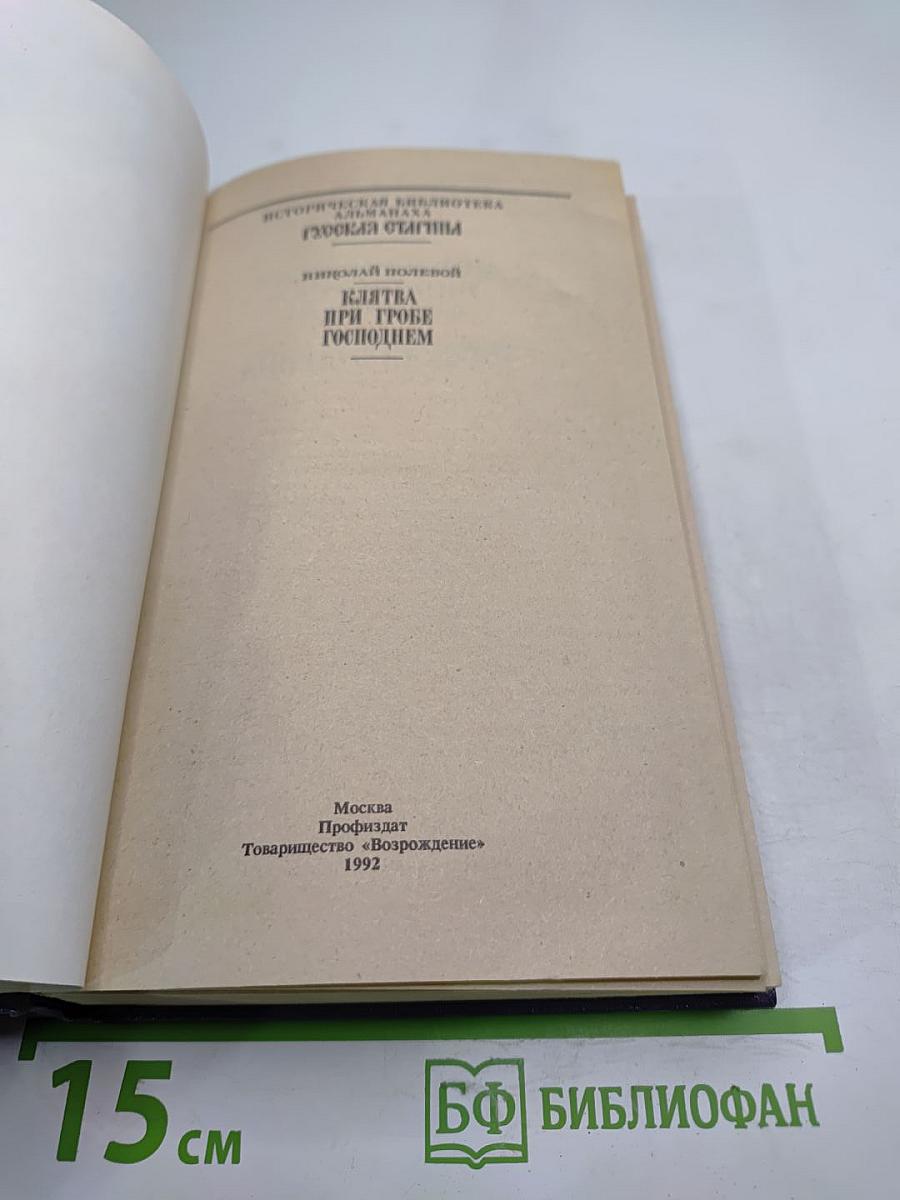 ИСТОРИЧЕСКАЯ БИБЛИОТЕКА
АЛЬМАНАХА
РУССКАЯ СТАРИНА
НИКОЛАЙ ПОЛЕВОЙ
КЛЯТВА
ПРИ ГРОБЕ
ГОСПОДНЕМ
Москва
Профиздат
Товарищество «Возрождение»
1992
15 см
БФ БИБЛИОФАН